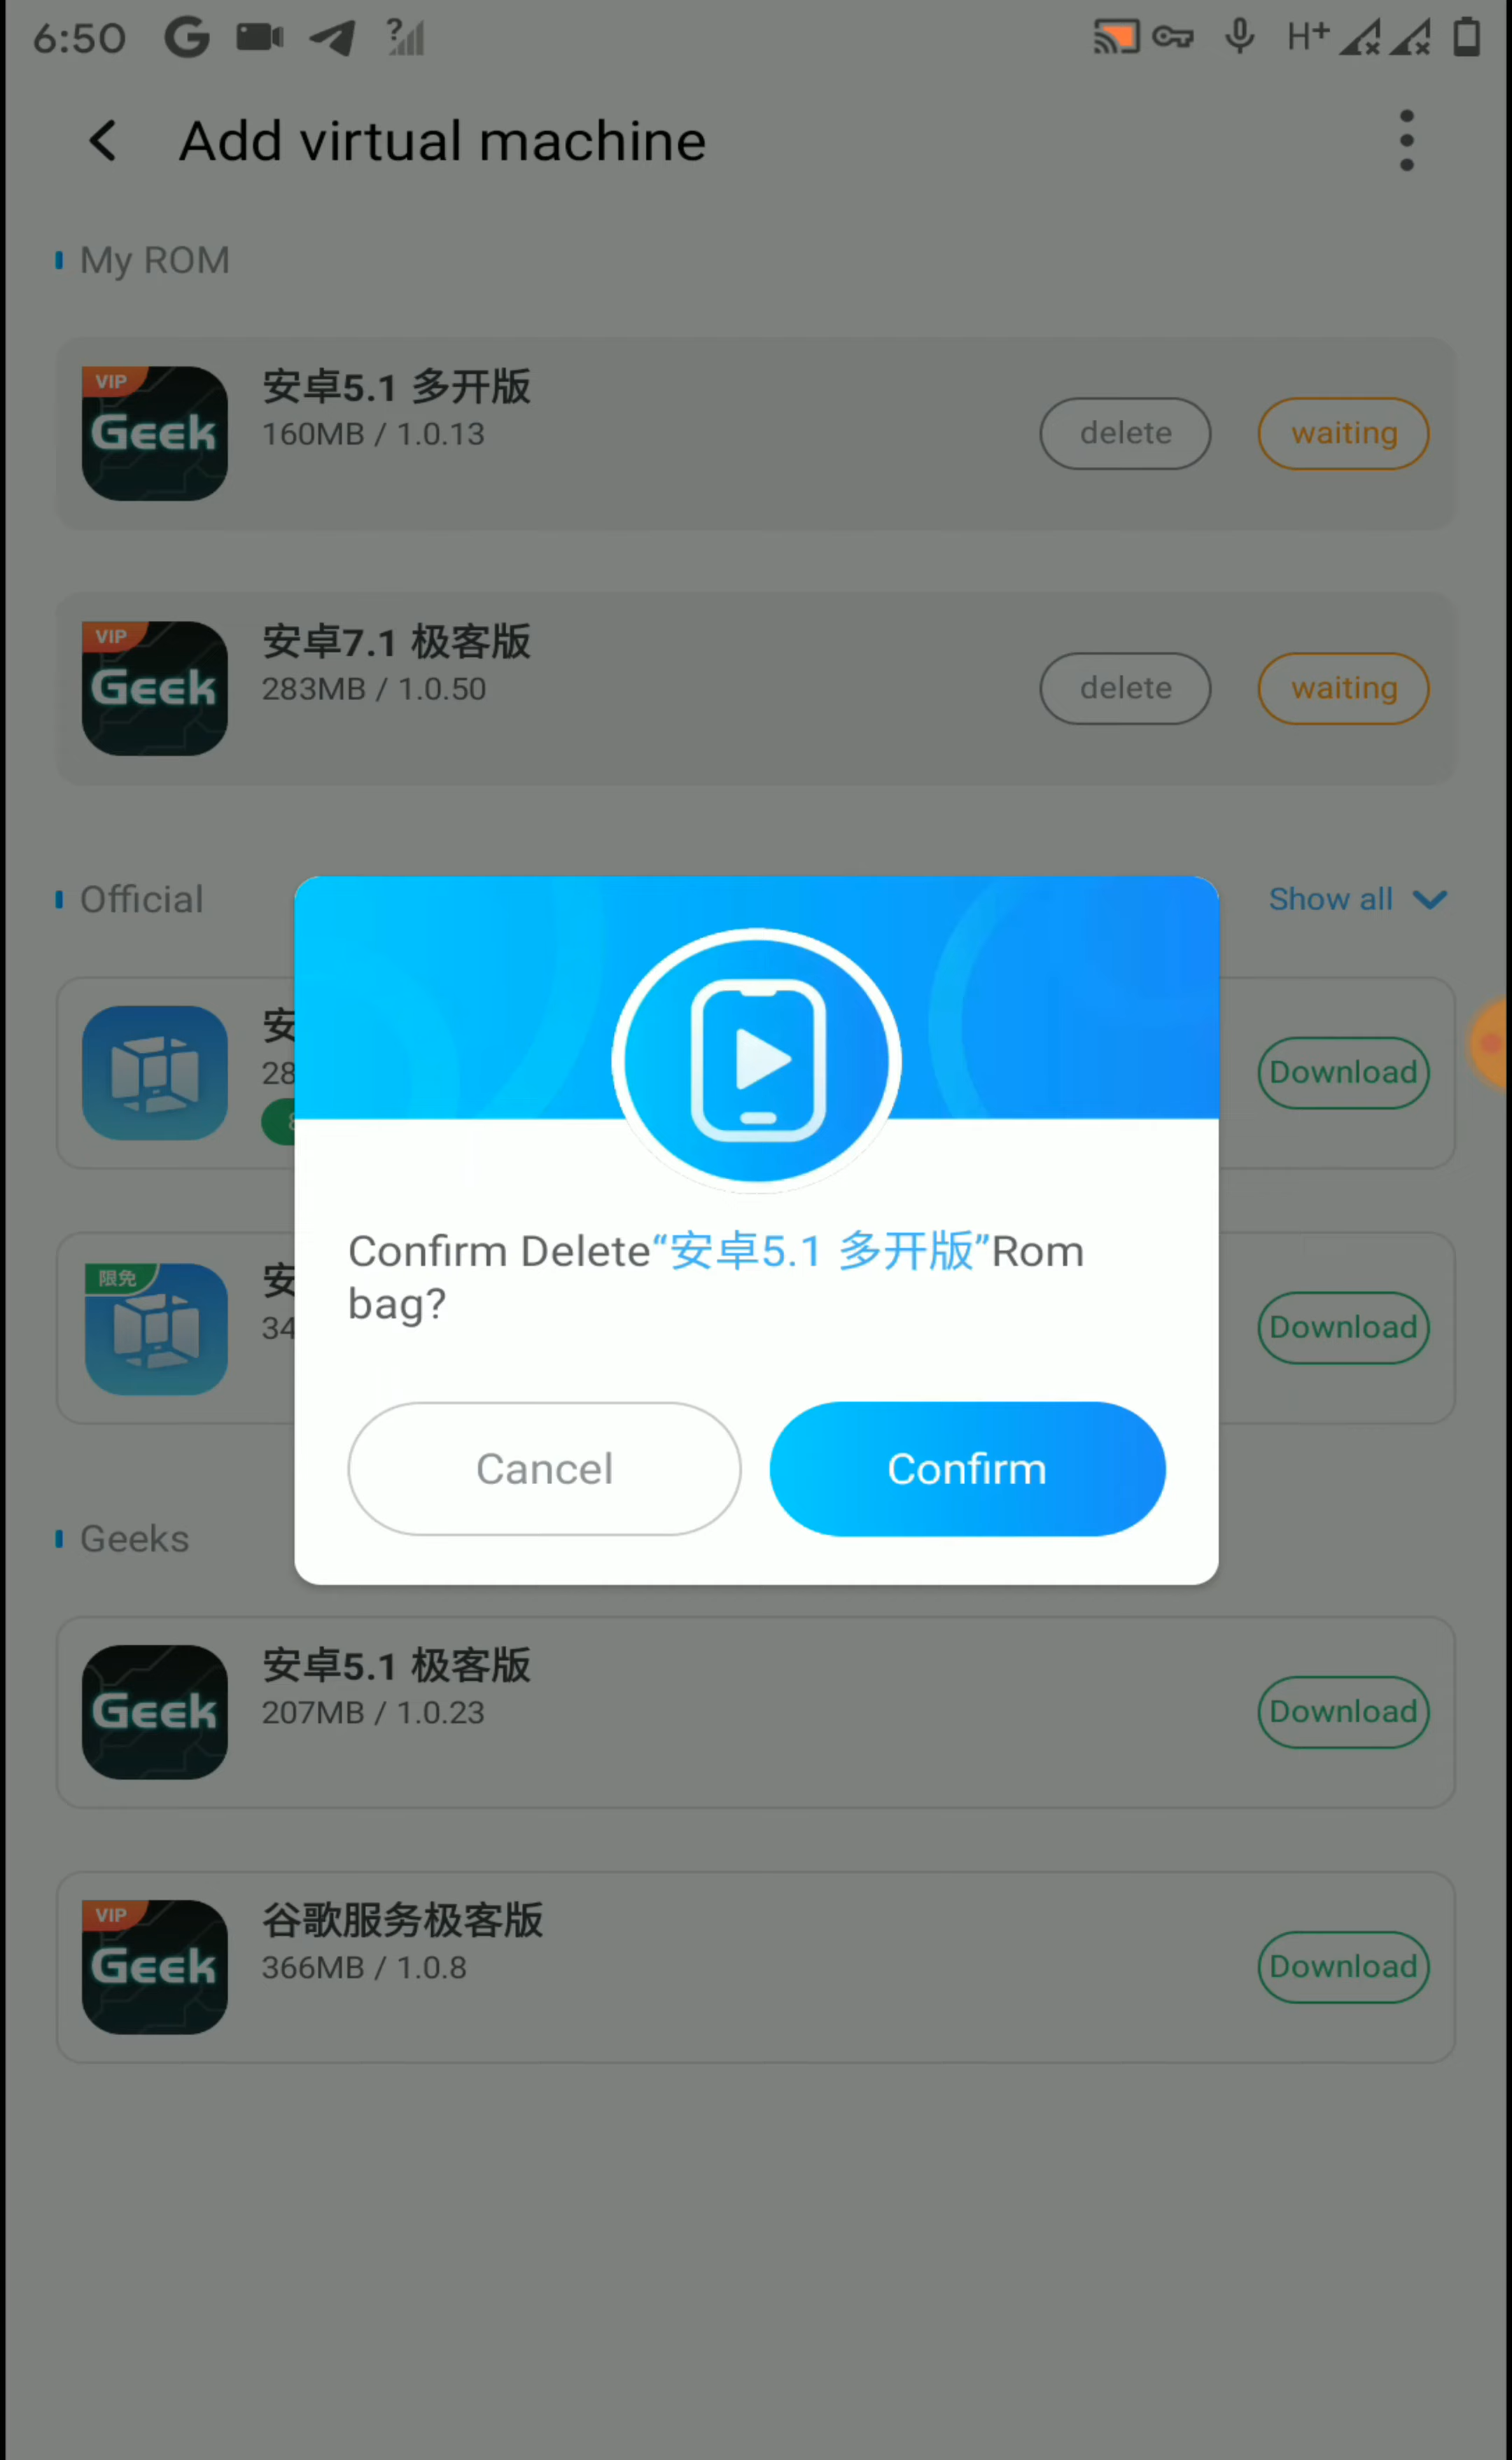 6:50
H+
Add virtual machine
My ROM
VIP
Geek
安卓5.1 多开版
160MB / 1.0.13
delete
waiting
VIP
Geek
安卓7.1 极客版
283MB / 1.0.50
delete
waiting
Official
Show all
安
28
Download
限免
安
34
Download
Confirm Delete“安卓5.1 多开版”Rom
bag?
Cancel
Confirm
Geeks
Geek
安卓5.1 极客版
207MB / 1.0.23
Download
VIP
Geek
谷歌服务极客版
366MB / 1.0.8
Download